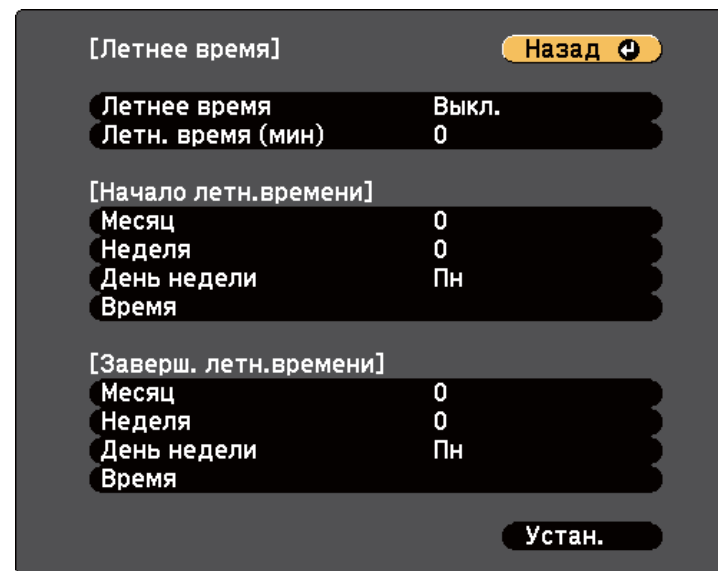 [Летнее время] Назад
Летнее время Выкл.
Летн. время (мин) 0
[Начало летн.времени]
Месяц 0
Неделя 0
День недели Пн
Время
[Заверш. летн.времени]
Месяц 0
Неделя 0
День недели Пн
Время
Устан.